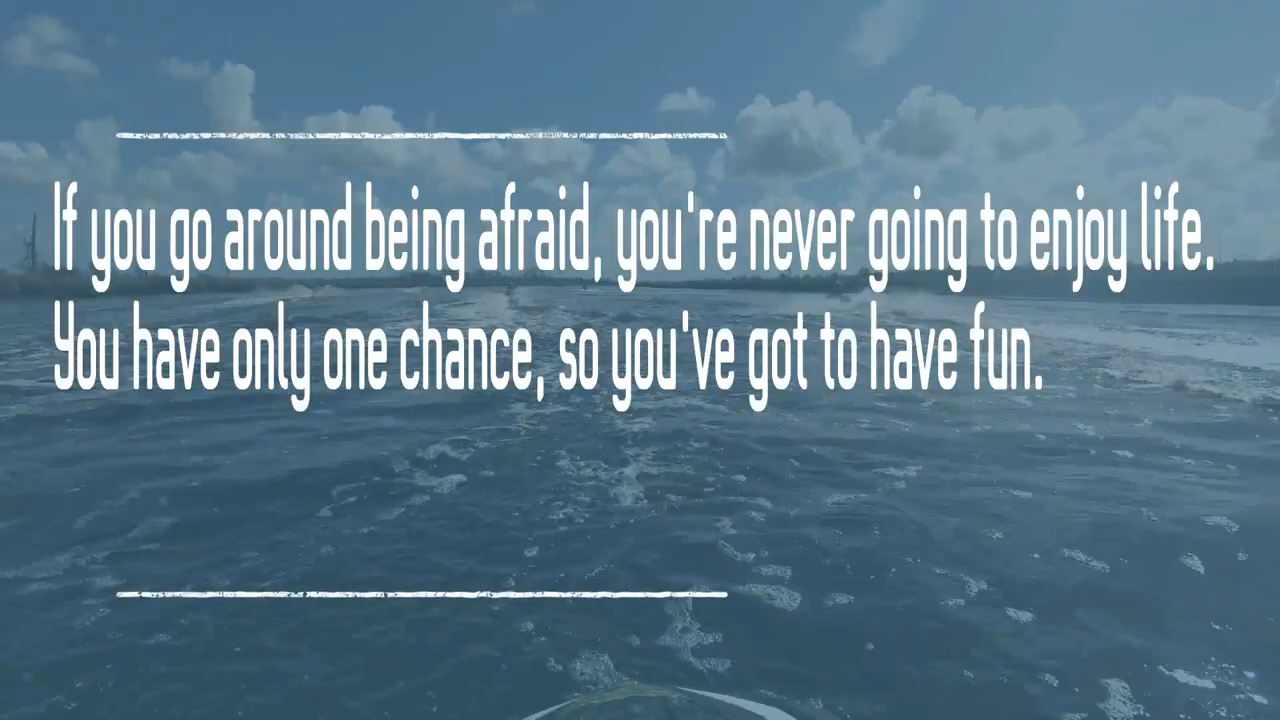 If you go around being afraid, you're never going to enjoy life.
You have only one chance, so you've got to have fun.